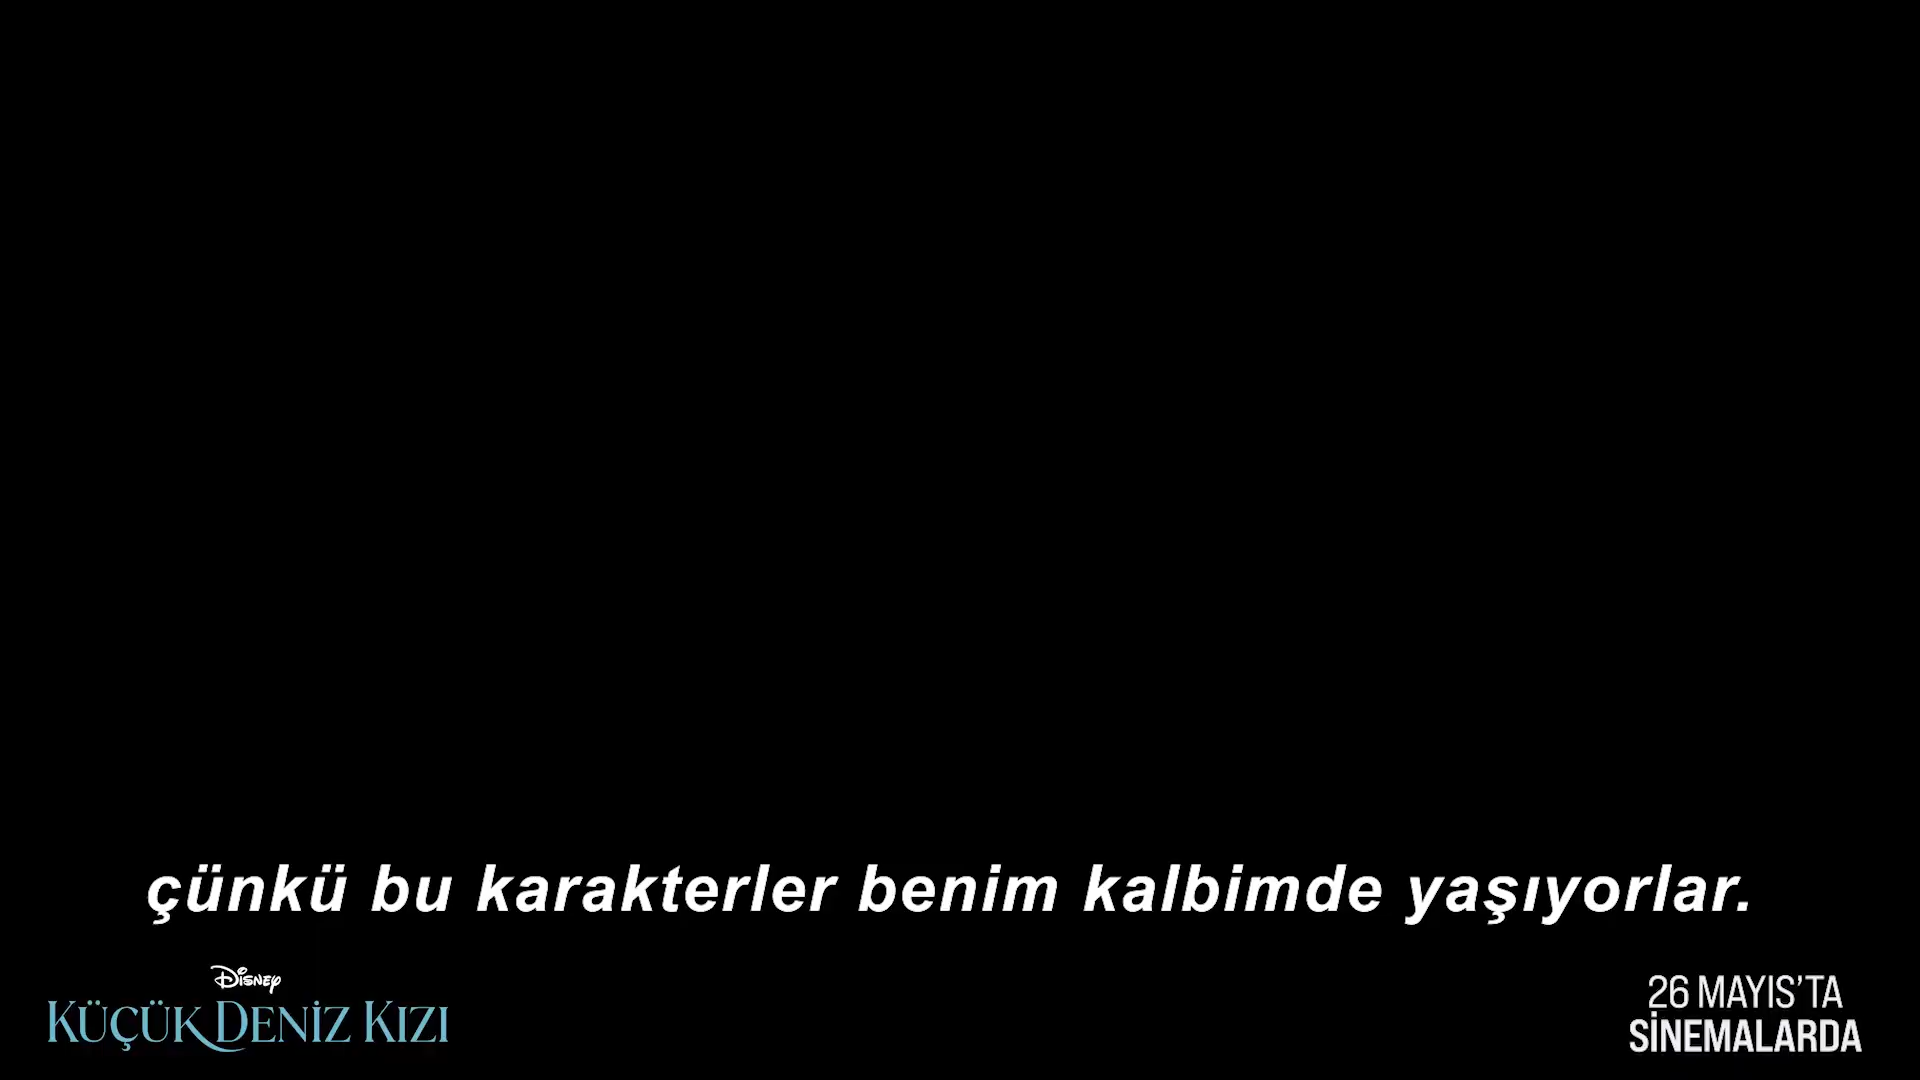 çünkü bu karakterler benim kalbimde yaşıyorlar.
Disney
KÜÇÜK DENİZ KIZI
26 MAYIS'TA
SİNEMALARDA